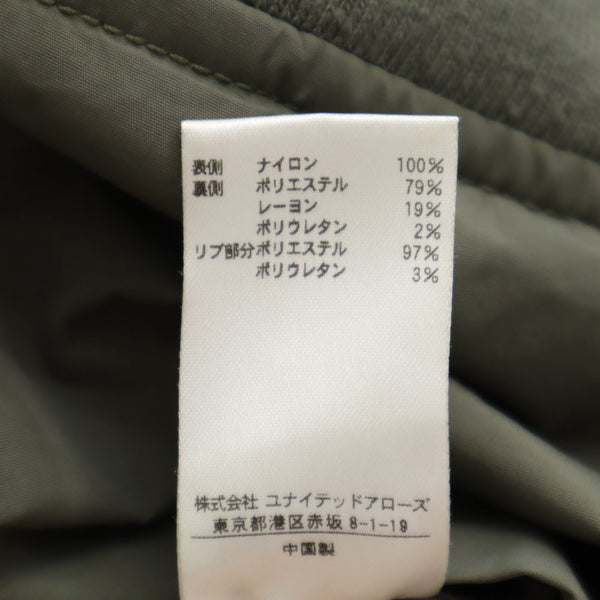 表側 ナイロン 100%
裏側 ポリエステル 79%
レーヨン 19%
ポリウレタン 2%
リブ部分ポリエステル 97%
ポリウレタン 3%
株式会社 ユナイテッドアローズ
東京都港区赤坂 8-1-19
中国製